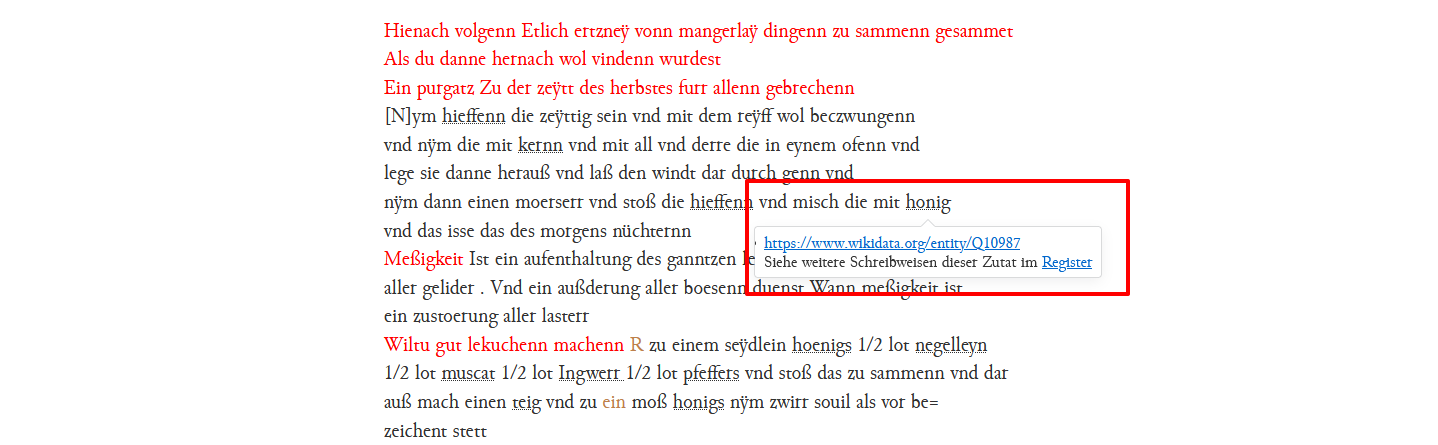 Hienach volgenn Etlich ertzneÿ vonn mangerlaÿ dingenn zu sammenn gesammet
Als du danne hernach wol vindenn wurdest
Ein purgatz Zu der zeÿtt des herbstes furr allenn gebrechenn
[N]ym hieffenn die zeÿttig sein vnd mit dem reÿff wol beczwungenn
vnd nÿm die mit kernn vnd mit all vnd derre die in eynem ofenn vnd
lege sie danne herauß vnd laß den windt dar durch genn vnd
nÿm dann einen moerserr vnd stoß die hieffenn vnd misch die mit honig
vnd das isse das des morgens nüchternn
https://www.wikidata.org/entity/Q10987
Siehe weitere Schreibweisen dieser Zutat im Register
Meßigkeit Ist ein aufenthaltung des ganntzen
aller gelider . Vnd ein außderung aller boesenn duenst Wann meßigkeit ist
ein zustoerung aller lasterr
Wiltu gut lekuchenn machenn R zu einem seÿdlein hoenigs 1/2 lot negelleyn
1/2 lot muscat 1/2 lot Ingwerr 1/2 lot pfeffers vnd stoß das zu sammenn vnd dar
auß mach einen teig vnd zu ein moß honigs nÿm zwirr souil als vor be=
zeichent stett